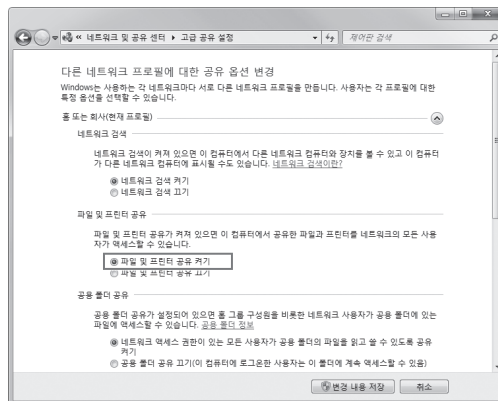 « 네트워크 및 공유 센터 ▸ 고급 공유 설정
제어판 검색
다른 네트워크 프로필에 대한 공유 옵션 변경
Windows는 사용하는 각 네트워크마다 서로 다른 네트워크 프로필을 만듭니다. 사용자는 각 프로필에 대한
특정 옵션을 선택할 수 있습니다.
홈 또는 회사(현재 프로필)
네트워크 검색
네트워크 검색이 켜져 있으면 이 컴퓨터에서 다른 네트워크 컴퓨터와 장치를 볼 수 있고 이 컴퓨터
가 다른 네트워크 컴퓨터에 표시될 수도 있습니다. 네트워크 검색이란?
네트워크 검색 켜기
네트워크 검색 끄기
파일 및 프린터 공유
파일 및 프린터 공유가 켜져 있으면 이 컴퓨터에서 공유한 파일과 프린터를 네트워크의 모든 사용
자가 액세스할 수 있습니다.
파일 및 프린터 공유 켜기
파일 및 프린터 공유 끄기
공용 폴더 공유
공용 폴더 공유가 설정되어 있으면 홈 그룹 구성원을 비롯한 네트워크 사용자가 공용 폴더에 있는
파일에 액세스할 수 있습니다. 공용 폴더 정보
네트워크 액세스 권한이 있는 모든 사용자가 공용 폴더의 파일을 읽고 쓸 수 있도록 공유
켜기
공용 폴더 공유 끄기(이 컴퓨터에 로그온한 사용자는 이 폴더에 계속 액세스할 수 있음)
변경 내용 저장
취소